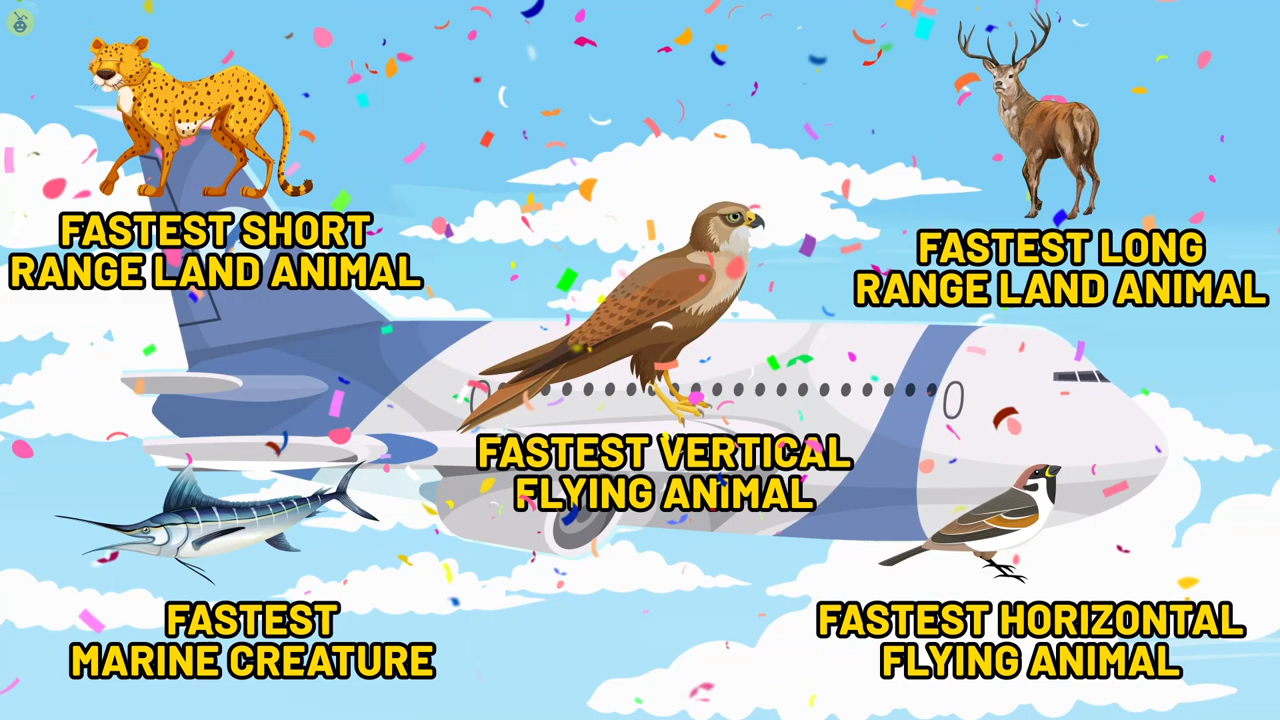 FASTEST SHORT
RANGE LAND ANIMAL
FASTEST LONG
RANGE LAND ANIMAL
FASTEST VERTICAL
FLYING ANIMAL
FASTEST
MARINE CREATURE
FASTEST HORIZONTAL
FLYING ANIMAL